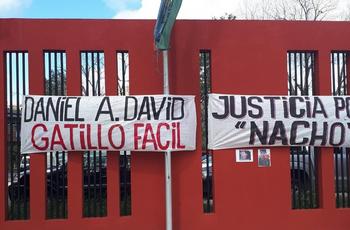 DANIEL A. DAVID
GATILLO FACIL
JUSTICIA
"NACHO"